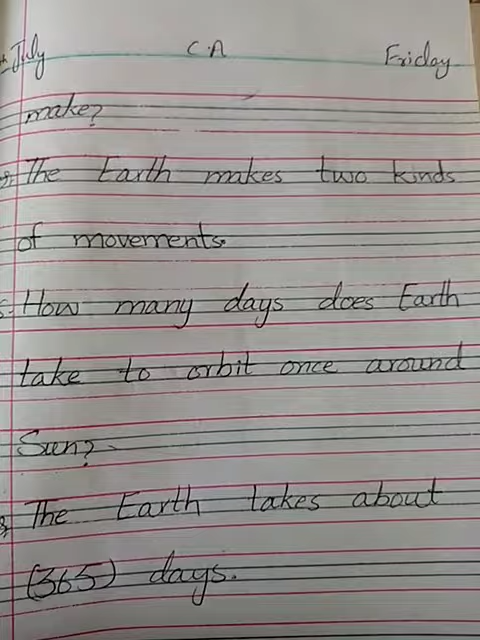 July C.A Friday
make?
The Earth makes two kinds
of movements.
How many days does Earth
take to orbit once around
Sun?
The Earth takes about
(365) days.